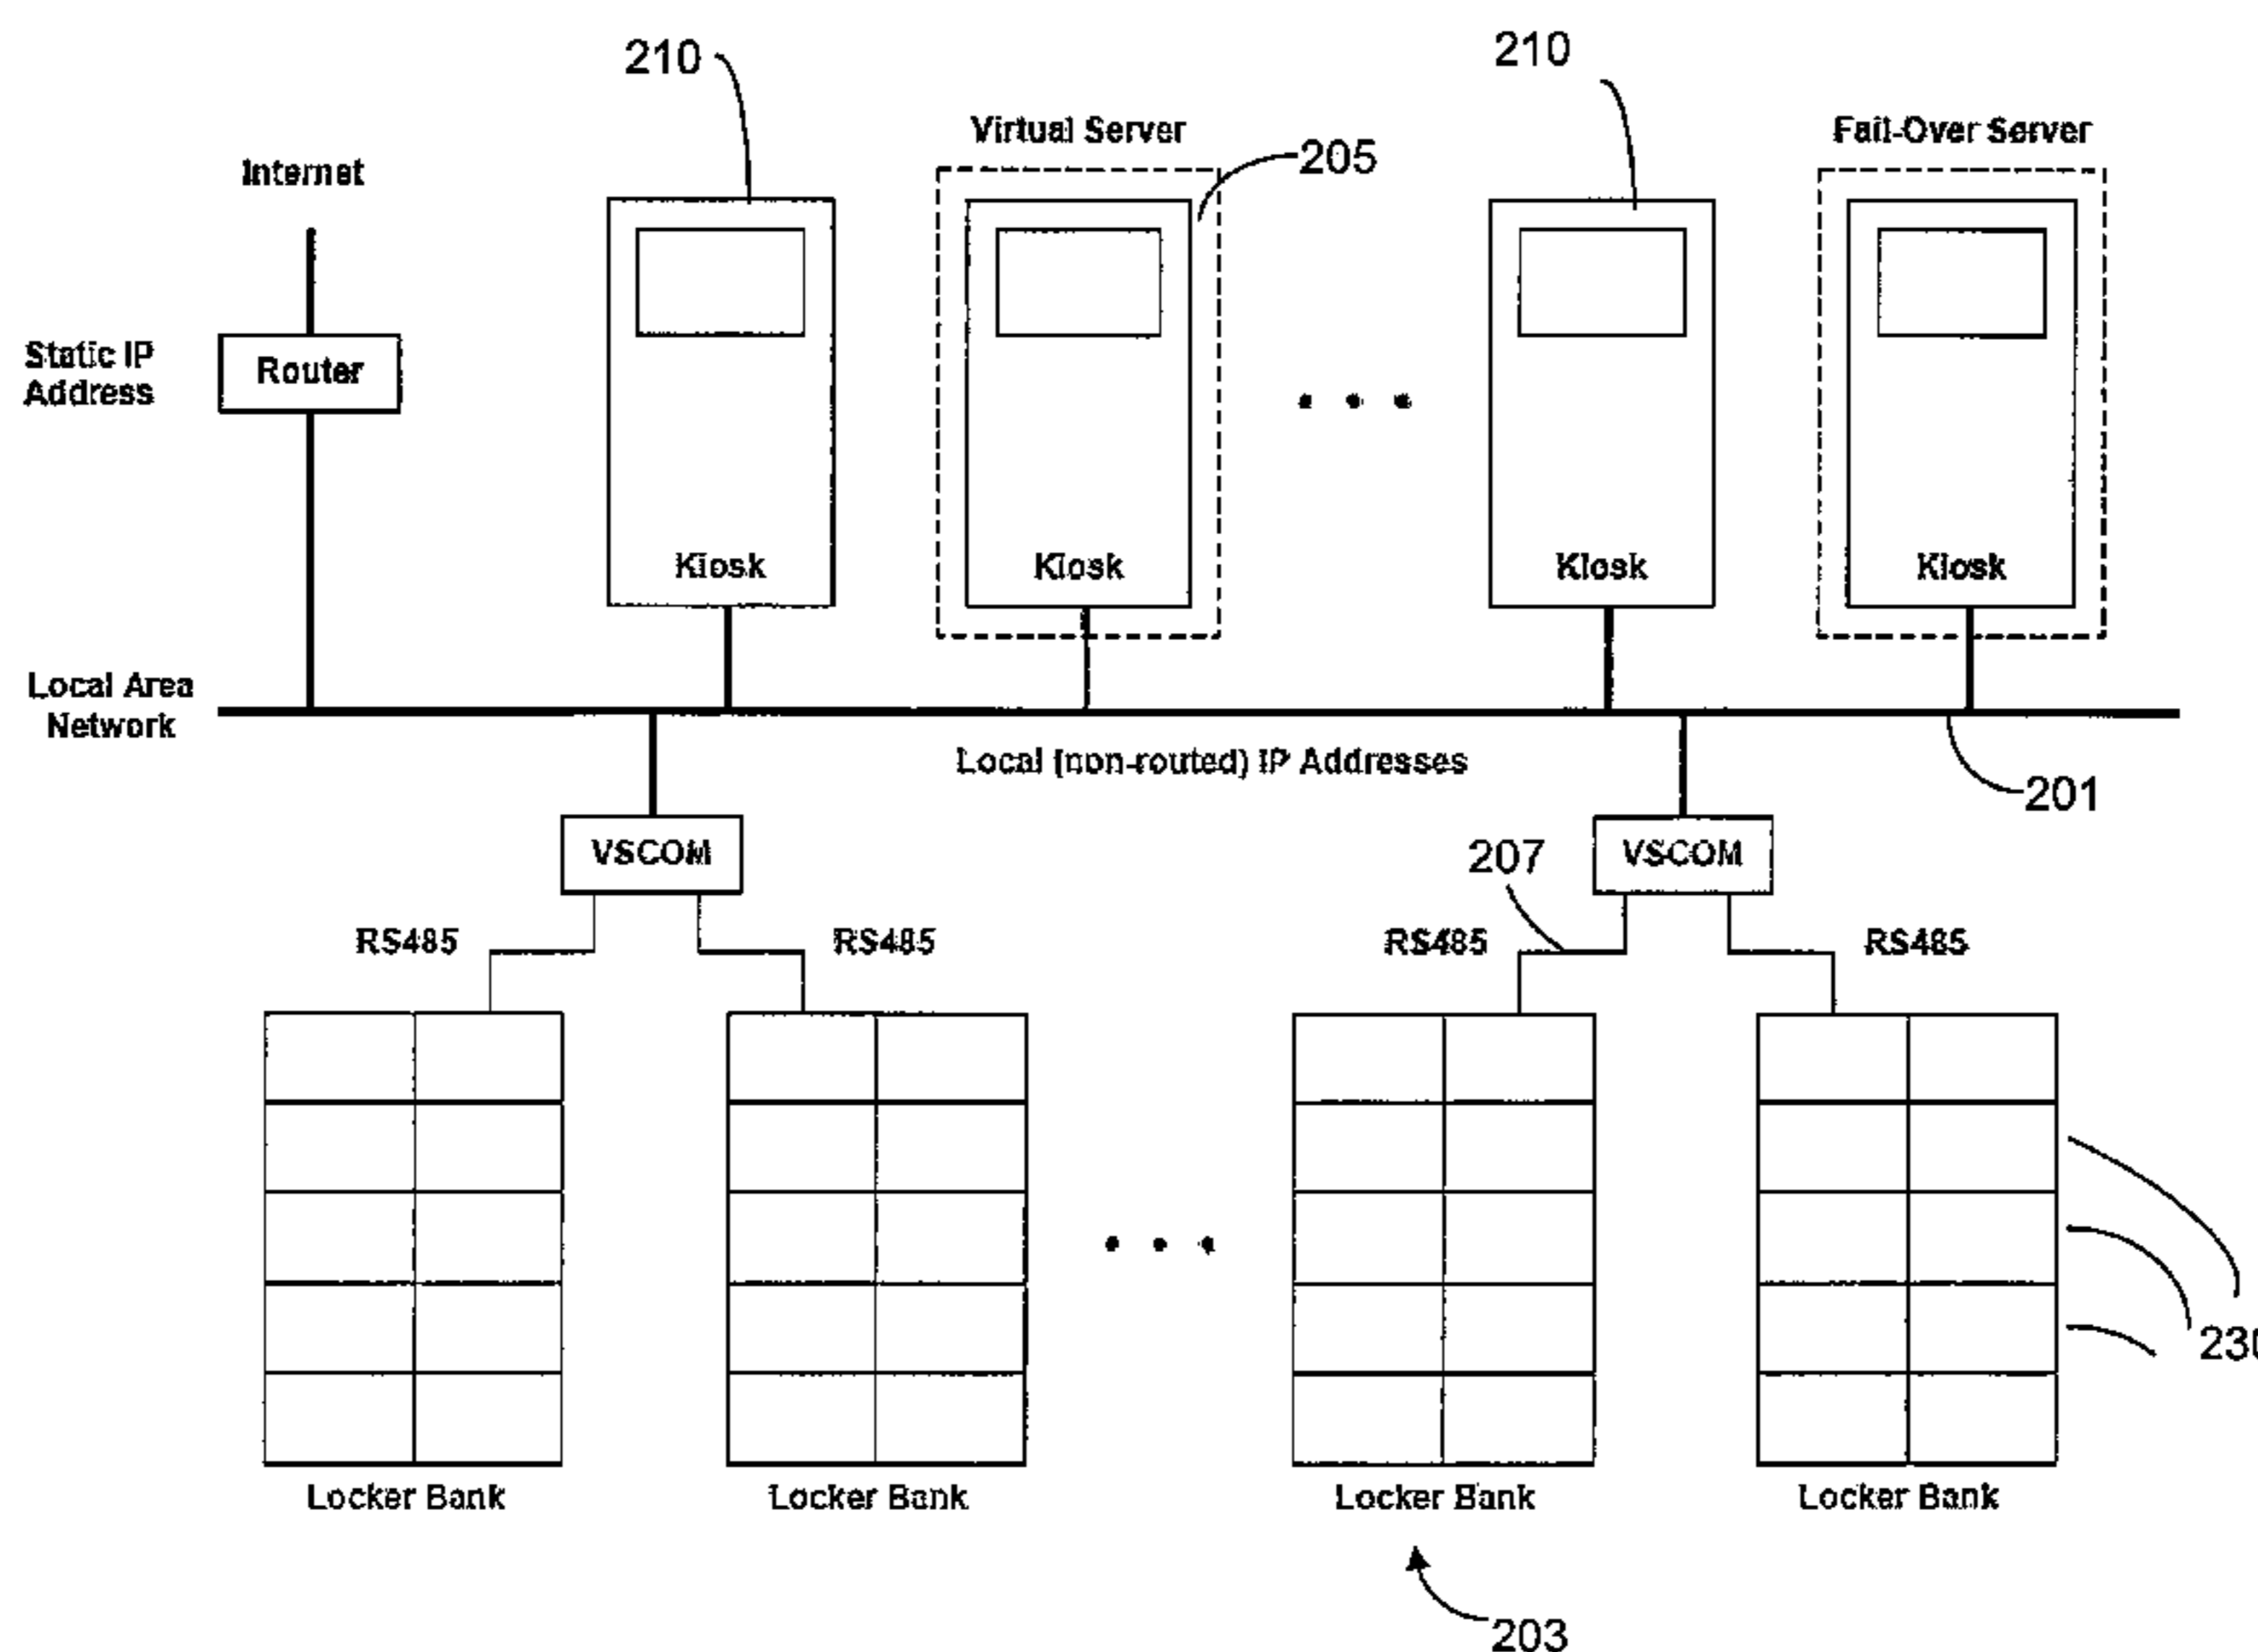 210
210
Virtual Server
Fail-Over Server
205
Internet
Static IP
Address
Router
Kiosk
Kiosk
Kiosk
Kiosk
Local Area
Network
Local (non-routed) IP Addresses
201
VSCOM
VSCOM
207
RS485
RS485
RS485
RS485
230
Locker Bank
Locker Bank
Locker Bank
Locker Bank
203